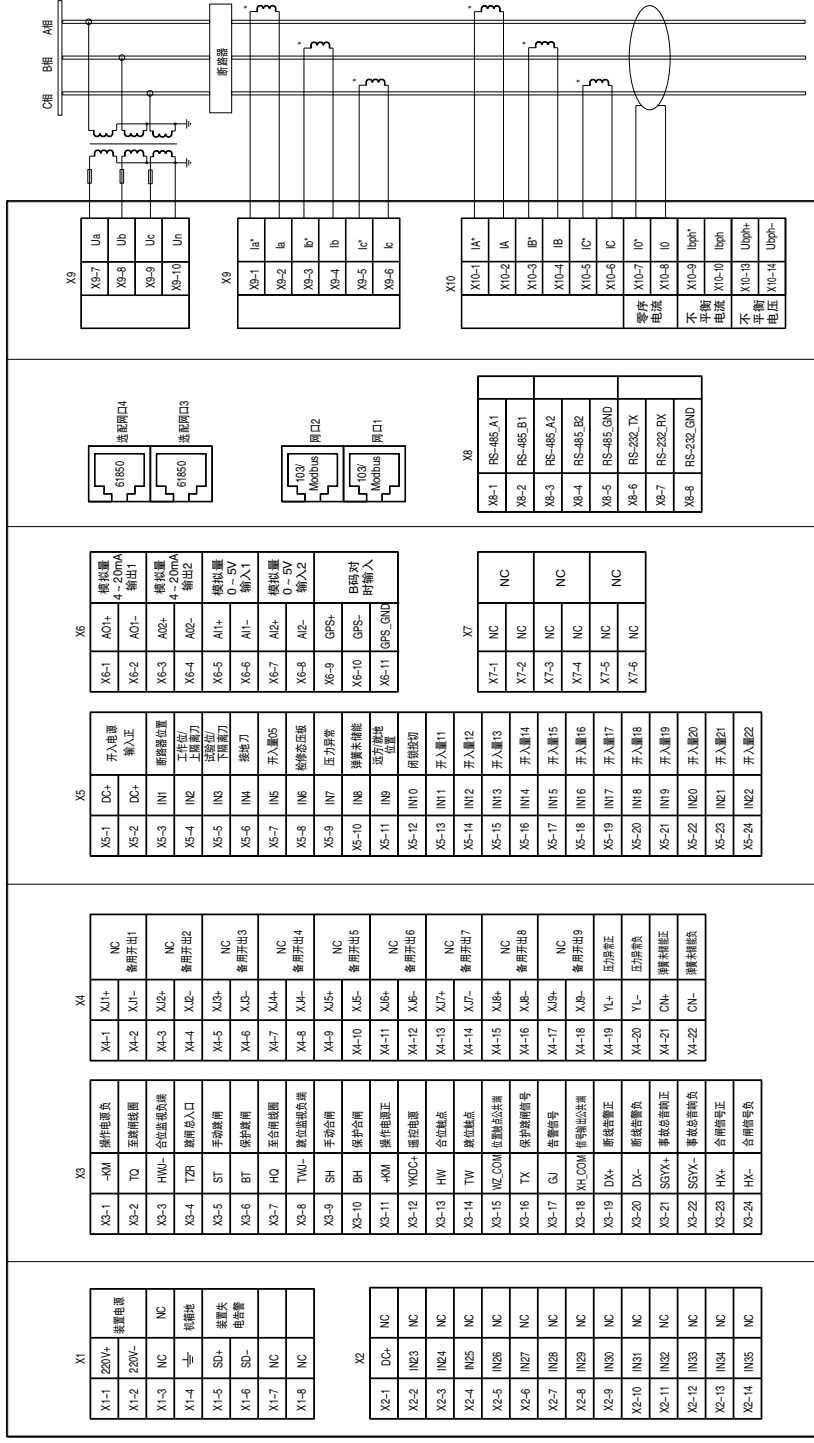 A相
B相
C相
断路器
*
*
*
*
*
*
X9
X9-7 Ua
X9-8 Ub
X9-9 Uc
X9-10 Un
X9
X9-1 Ia*
X9-2 Ia
X9-3 Ib*
X9-4 Ib
X9-5 Ic*
X9-6 Ic
X10
X10-1 IA*
X10-2 IA
X10-3 IB*
X10-4 IB
X10-5 IC*
X10-6 IC
X10-7 I0*
X10-8 I0
零序
电流
X10-9 Ibph*
X10-10 Ibph
不
平衡
电流
X10-13 Ubph+
X10-14 Ubph-
不
平衡
电压
61850
选配网口4
61850
选配网口3
103/
Modbus
网口2
103/
Modbus
网口1
X8
X8-1 RS-485_A1
X8-2 RS-485_B1
X8-3 RS-485_A2
X8-4 RS-485_B2
X8-5 RS-485_GND
X8-6 RS-232_TX
X8-7 RS-232_RX
X8-8 RS-232_GND
X6
X6-1 AO1+
X6-2 AO1-
模拟量
4~20mA
输出1
X6-3 AO2+
X6-4 AO2-
模拟量
4~20mA
输出2
X6-5 AI1+
X6-6 AI1-
模拟量
0~5V
输入1
X6-7 AI2+
X6-8 AI2-
模拟量
0~5V
输入2
X6-9 GPS+
X6-10 GPS-
X6-11 GPS_GND
B码对
时输入
X7
X7-1 NC
X7-2 NC
NC
X7-3 NC
X7-4 NC
NC
X7-5 NC
X7-6 NC
NC
X5
X5-1 DC+
X5-2 DC+
开入电源
输入正
X5-3 IN1 断路器位置
X5-4 IN2 工作位/
上隔离刀
X5-5 IN3 试验位/
下隔离刀
X5-6 IN4 接地刀
X5-7 IN5 开入量05
X5-8 IN6 检修态压板
X5-9 IN7 压力异常
X5-10 IN8 弹簧未储能
X5-11 IN9 远方/就地
位置
X5-12 IN10 闭锁投切
X5-13 IN11 开入量11
X5-14 IN12 开入量12
X5-15 IN13 开入量13
X5-16 IN14 开入量14
X5-17 IN15 开入量15
X5-18 IN16 开入量16
X5-19 IN17 开入量17
X5-20 IN18 开入量18
X5-21 IN19 开入量19
X5-22 IN20 开入量20
X5-23 IN21 开入量21
X5-24 IN22 开入量22
X4
X4-1 XJ1+
X4-2 XJ1-
NC
备用开出1
X4-3 XJ2+
X4-4 XJ2-
NC
备用开出2
X4-5 XJ3+
X4-6 XJ3-
NC
备用开出3
X4-7 XJ4+
X4-8 XJ4-
NC
备用开出4
X4-9 XJ5+
X4-10 XJ5-
NC
备用开出5
X4-11 XJ6+
X4-12 XJ6-
NC
备用开出6
X4-13 XJ7+
X4-14 XJ7-
NC
备用开出7
X4-15 XJ8+
X4-16 XJ8-
NC
备用开出8
X4-17 XJ9+
X4-18 XJ9-
NC
备用开出9
X4-19 YL+ 压力异常正
X4-20 YL- 压力异常负
X4-21 CN+ 弹簧未储能正
X4-22 CN- 弹簧未储能负
X3
X3-1 -KM 操作电源负
X3-2 TQ 至跳闸线圈
X3-3 HWJ- 合位监视负端
X3-4 TZR 跳闸总入口
X3-5 ST 手动跳闸
X3-6 BT 保护跳闸
X3-7 HQ 至合闸线圈
X3-8 TWJ- 跳位监视负端
X3-9 SH 手动合闸
X3-10 BH 保护合闸
X3-11 +KM 操作电源正
X3-12 YKDC+ 遥控电源
X3-13 HW 合位触点
X3-14 TW 跳位触点
X3-15 WZ_COM 位置触点公共端
X3-16 TX 保护跳闸信号
X3-17 GJ 告警信号
X3-18 XH_COM 信号输出公共端
X3-19 DX+ 断线告警正
X3-20 DX- 断线告警负
X3-21 SGYX+ 事故总音响正
X3-22 SGYX- 事故总音响负
X3-23 HX+ 合闸信号正
X3-24 HX- 合闸信号负
X1
X1-1 220V+
X1-2 220V-
装置电源
X1-3 NC NC
X1-4 机箱地
X1-5 SD+
X1-6 SD-
装置失
电告警
X1-7 NC
X1-8 NC
X2
X2-1 DC+ NC
X2-2 IN23 NC
X2-3 IN24 NC
X2-4 IN25 NC
X2-5 IN26 NC
X2-6 IN27 NC
X2-7 IN28 NC
X2-8 IN29 NC
X2-9 IN30 NC
X2-10 IN31 NC
X2-11 IN32 NC
X2-12 IN33 NC
X2-13 IN34 NC
X2-14 IN35 NC